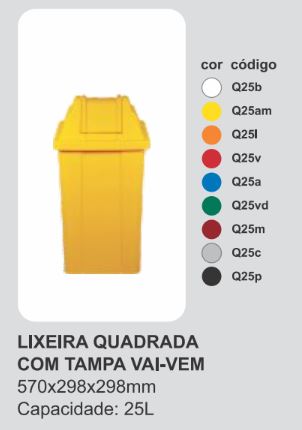 cor código
Q25b
Q25am
Q25l
Q25v
Q25a
Q25vd
Q25m
Q25c
Q25p
LIXEIRA QUADRADA
COM TAMPA VAI-VEM
570x298x298mm
Capacidade: 25L